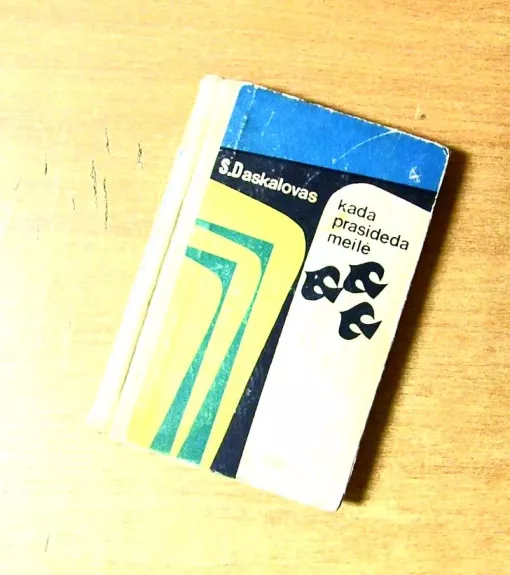 S.Daskalovas
kada
prasideda
meilė